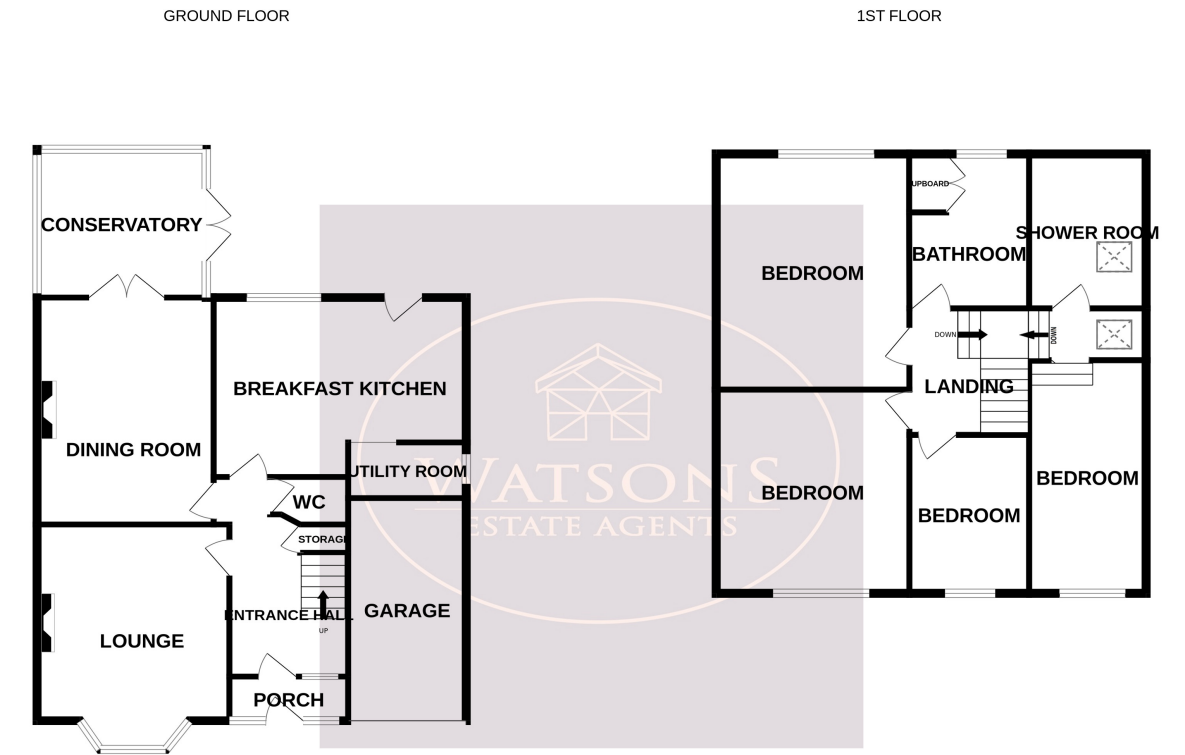 GROUND FLOOR
1ST FLOOR
CONSERVATORY
BREAKFAST KITCHEN
DINING ROOM
UTILITY ROOM
WC
STORAGE
ENTRANCE HALL
GARAGE
UP
LOUNGE
PORCH
WATSONS
ESTATE AGENTS
UPBOARD
SHOWER ROOM
BATHROOM
BEDROOM
DOWN
DOWN
LANDING
BEDROOM
BEDROOM
BEDROOM